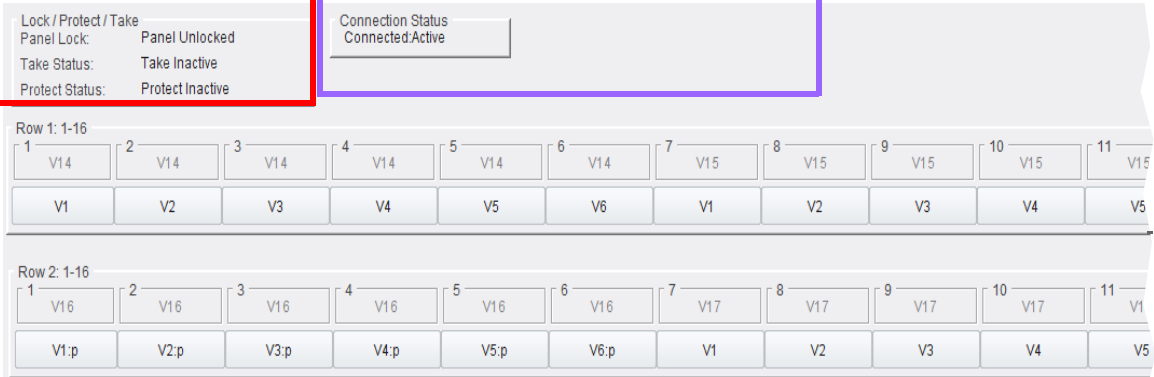 Lock / Protect / Take
Panel Lock: Panel Unlocked
Take Status: Take Inactive
Protect Status: Protect Inactive
Connection Status
Connected:Active
Row 1: 1-16
1 2 3 4 5 6 7 8 9 10 11
V14 V14 V14 V14 V14 V14 V15 V15 V15 V15 V15
V1 V2 V3 V4 V5 V6 V1 V2 V3 V4 V5
Row 2: 1-16
1 2 3 4 5 6 7 8 9 10 11
V16 V16 V16 V16 V16 V16 V17 V17 V17 V17
V1:p V2:p V3:p V4:p V5:p V6:p V1 V2 V3 V4 V5